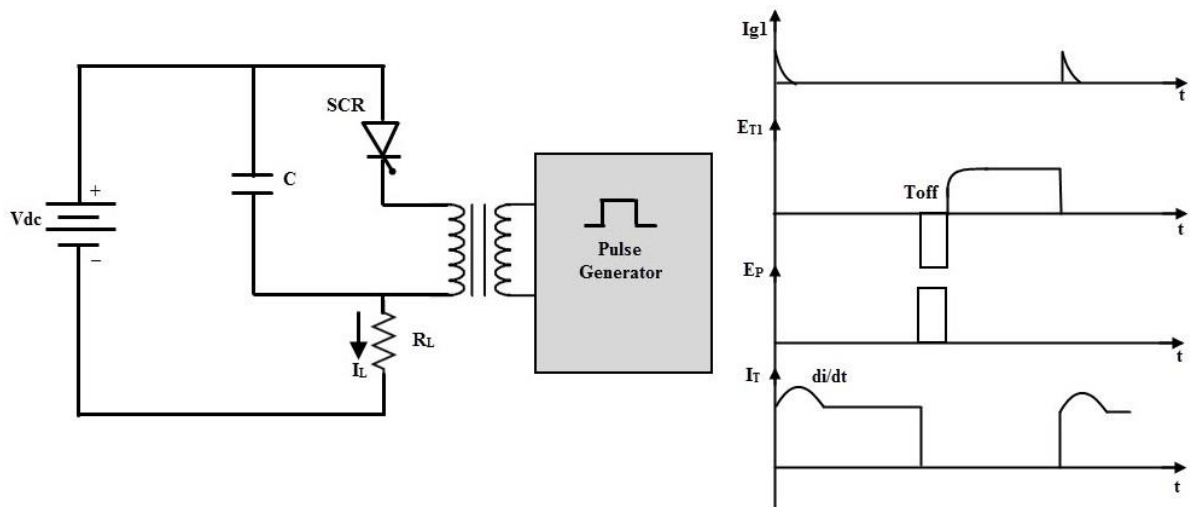 SCR
C
+
Vdc
−
Pulse
Generator
RL
IL
Ig1
t
ET1
Toff
t
EP
t
IT
di/dt
t